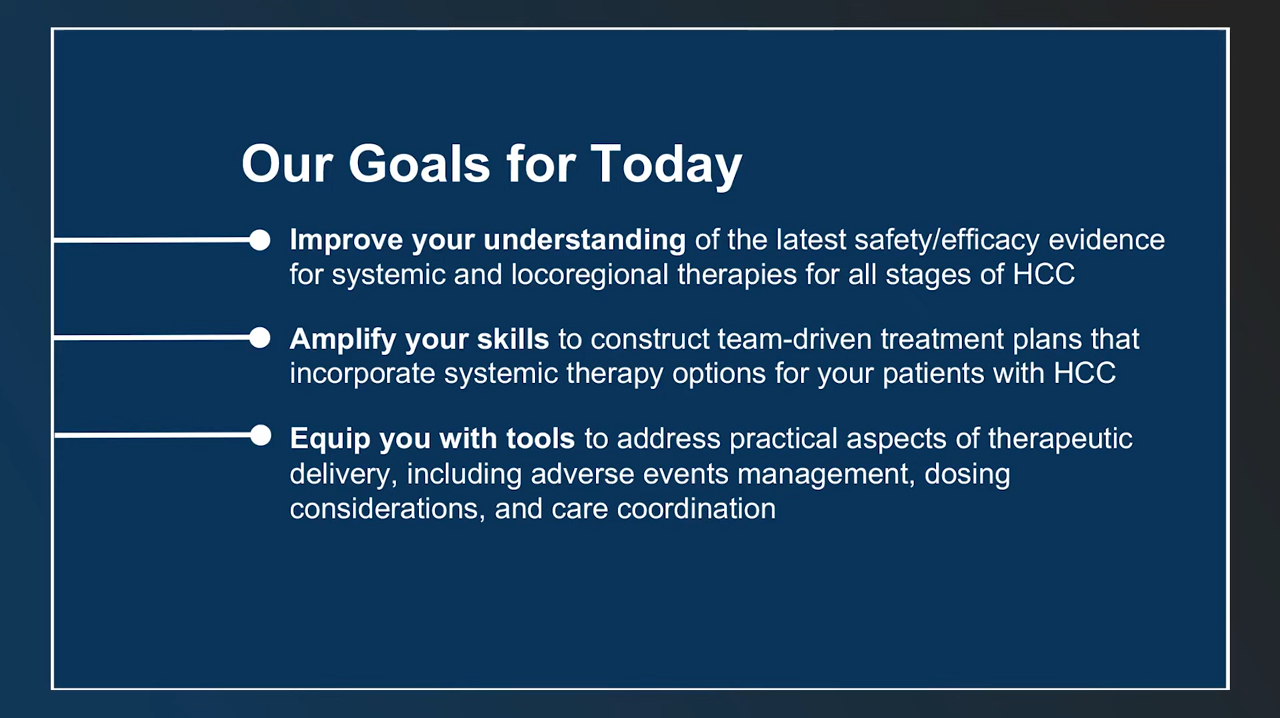 Our Goals for Today
Improve your understanding of the latest safety/efficacy evidence
for systemic and locoregional therapies for all stages of HCC
Amplify your skills to construct team-driven treatment plans that
incorporate systemic therapy options for your patients with HCC
Equip you with tools to address practical aspects of therapeutic
delivery, including adverse events management, dosing
considerations, and care coordination